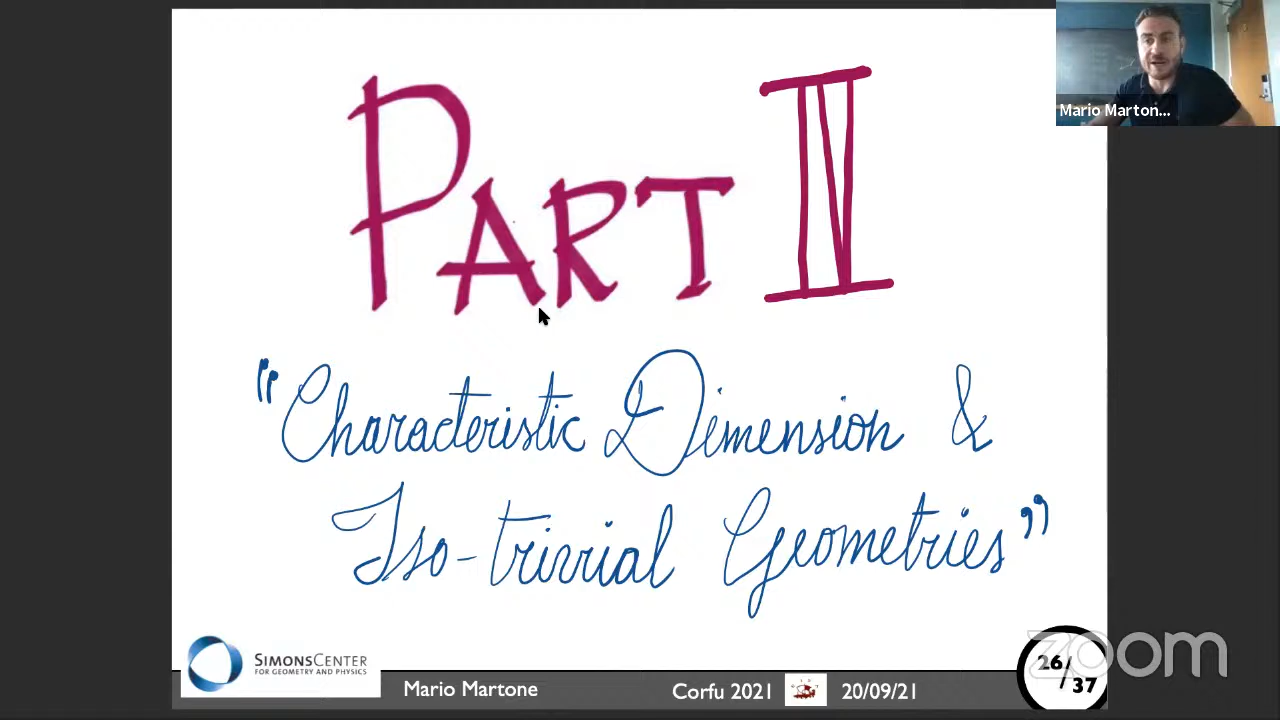 PART IV
Mario Marton...
"Characteristic Dimension &
Iso-trivial Geometries"
SIMONS CENTER
FOR GEOMETRY AND PHYSICS
Mario Martone
Corfu 2021
20/09/21
26/
/ 37
zoom